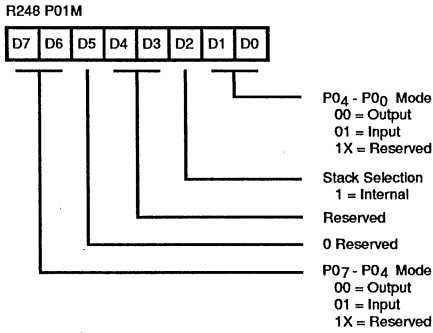 R248 P01M
D7 D6 D5 D4 D3 D2 D1 D0
P04 - P00 Mode
00 = Output
01 = Input
1X = Reserved
Stack Selection
1 = Internal
Reserved
0 Reserved
P07 - P04 Mode
00 = Output
01 = Input
1X = Reserved